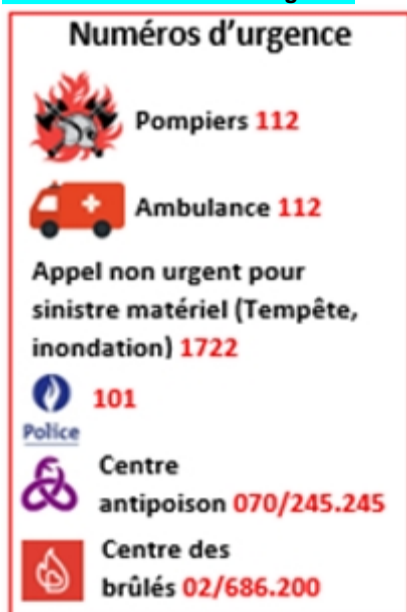 Numéros d'urgence
Pompiers 112
Ambulance 112
Appel non urgent pour
sinistre matériel (Tempête,
inondation) 1722
101
Police
Centre
antipoison 070/245.245
Centre des
brûlés 02/686.200